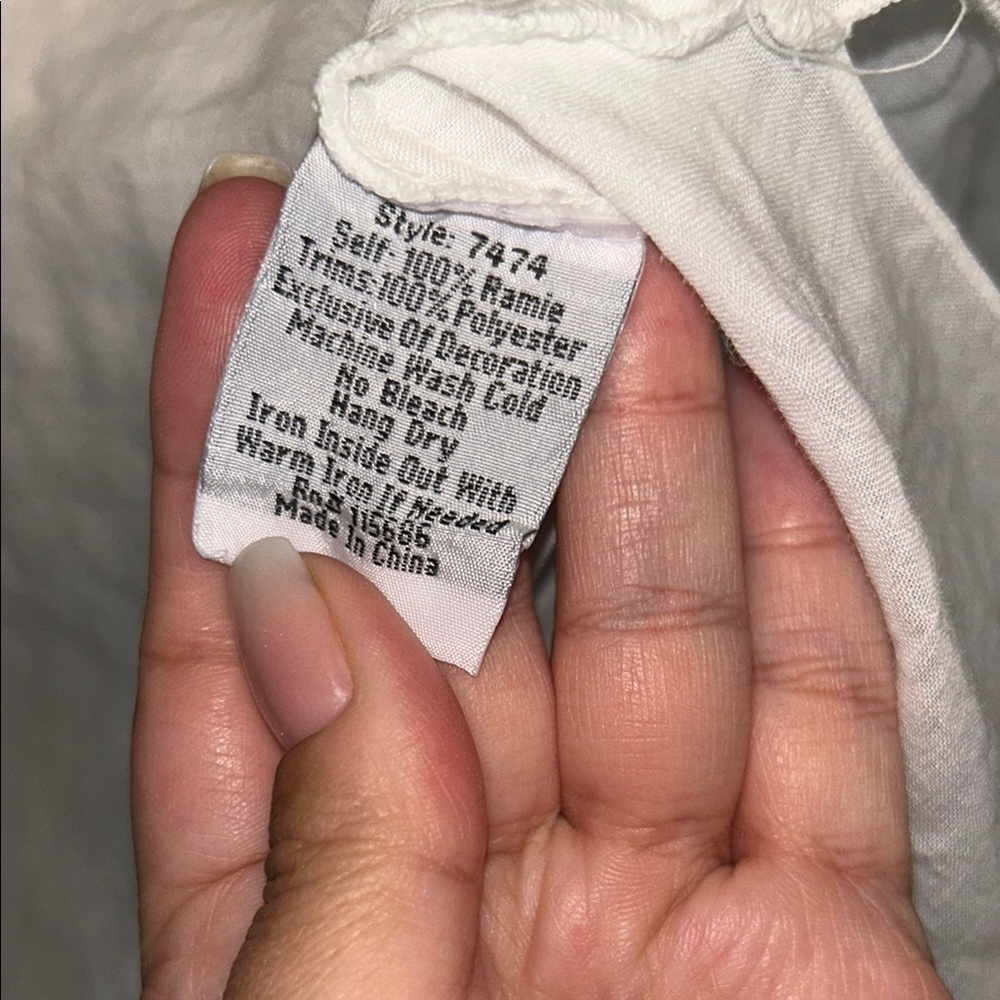 Style: 7474
Self- 100% Ramie
Trims:100% Polyester
Exclusive Of Decoration
Machine Wash Cold
No Bleach
Hang Dry
Iron Inside Out With
Warm Iron If Needed
Rn# 115686
Made In China